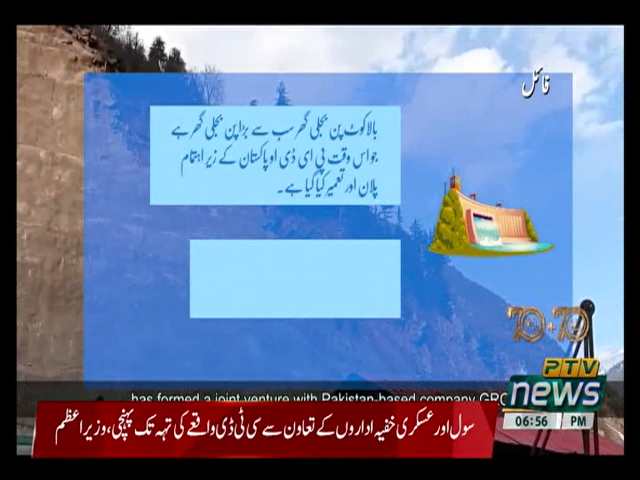 فائل
بالاکوٹ پن بجلی گھر سب سے بڑا پن بجلی گھر ہے
جو اس وقت پی ای ڈی او پاکستان کے زیر اہتمام
پلان اور تعمیر کیا گیا ہے۔
70+70
PTV
has formed a joint venture with Pakistan-based company GRC
news
سول اور عسکری خفیہ اداروں کے تعاون سے سی ٹی ڈی واقعے کی تہہ تک پہنچی، وزیراعظم
06:56 PM